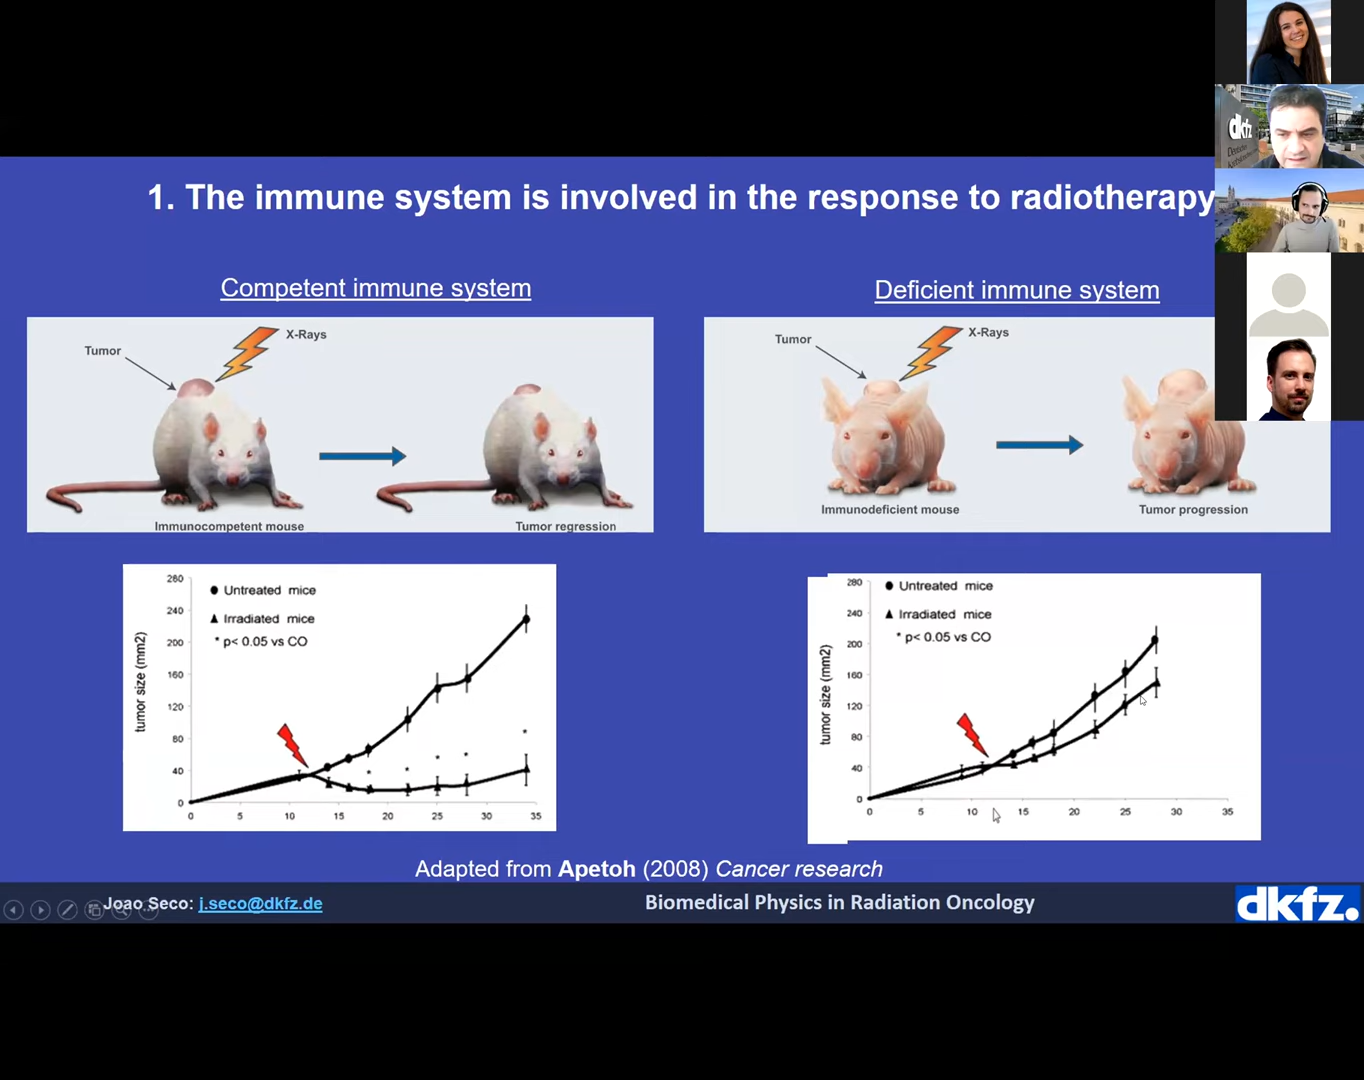 1. The immune system is involved in the response to radiotherapy
Competent immune system
Deficient immune system
Tumor
X-Rays
Immunocompetent mouse
Tumor regression
Tumor
X-Rays
Immunodeficient mouse
Tumor progression
280
240
200
160
120
80
40
0
tumor size (mm2)
Untreated mice
Irradiated mice
* p< 0.05 vs CO
* * * * *
0 5 10 15 20 25 30 35
280
240
200
160
120
80
40
0
tumor size (mm2)
Untreated mice
Irradiated mice
* p< 0.05 vs CO
0 5 10 15 20 25 30 35
Adapted from Apetoh (2008) Cancer research
Joao Seco: j.seco@dkfz.de
Biomedical Physics in Radiation Oncology
dkfz.
dkfz